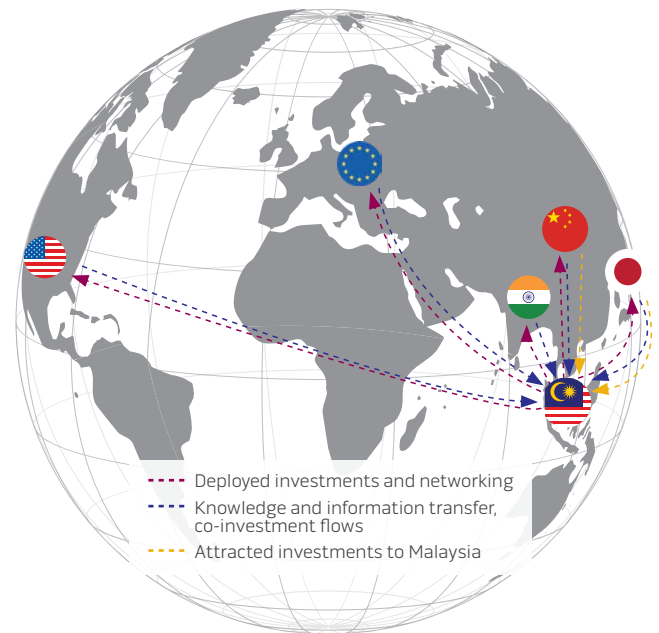 Deployed investments and networking
Knowledge and information transfer,
co-investment flows
Attracted investments to Malaysia